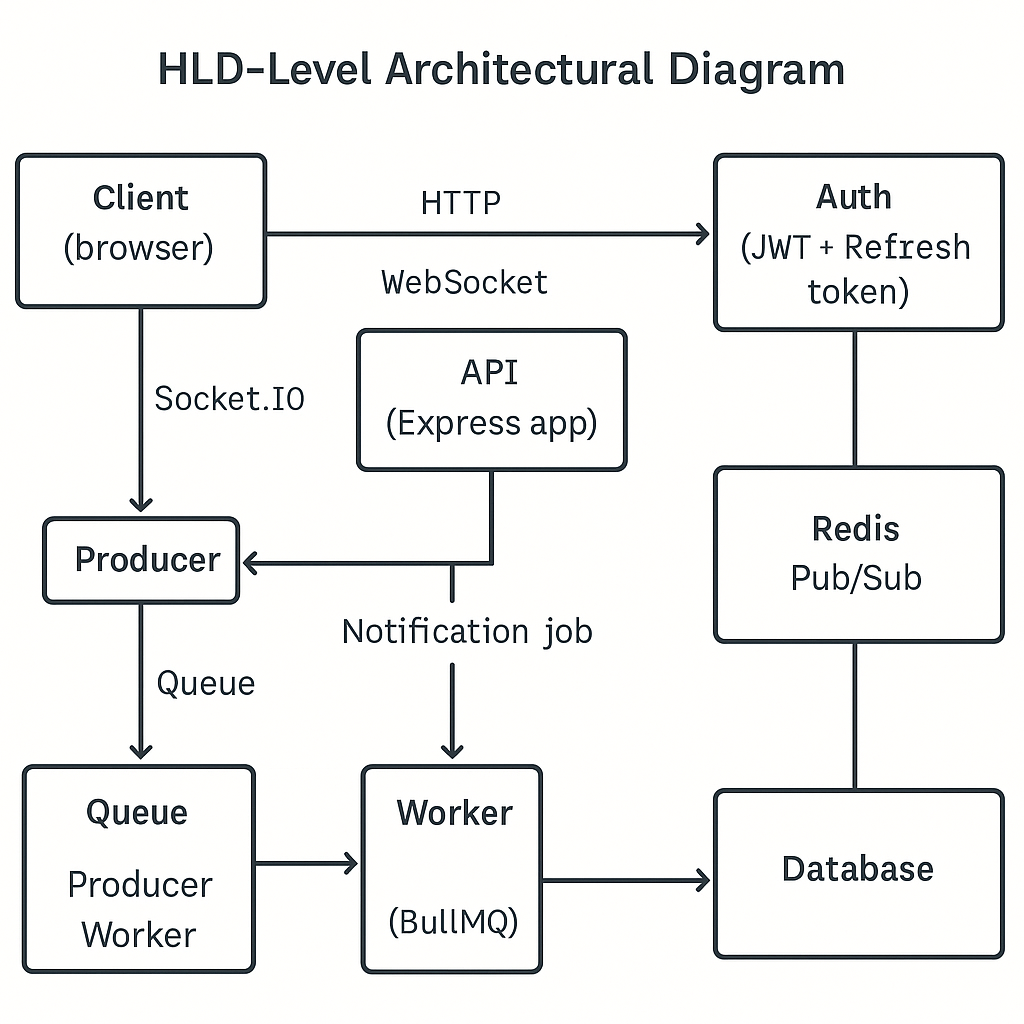 HLD-Level Architectural Diagram
Client
(browser)
HTTP
WebSocket
Auth
(JWT + Refresh
token)
Socket.IO
API
(Express app)
Producer
Redis
Pub/Sub
Notification job
Queue
Queue
Producer
Worker
Worker
(BullMQ)
Database